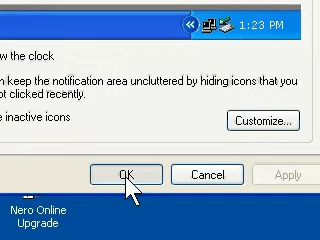 1:23 PM
w the clock
n keep the notification area uncluttered by hiding icons that you
ot clicked recently.
e inactive icons
Customize...
OK Cancel Apply
Nero Online
Upgrade